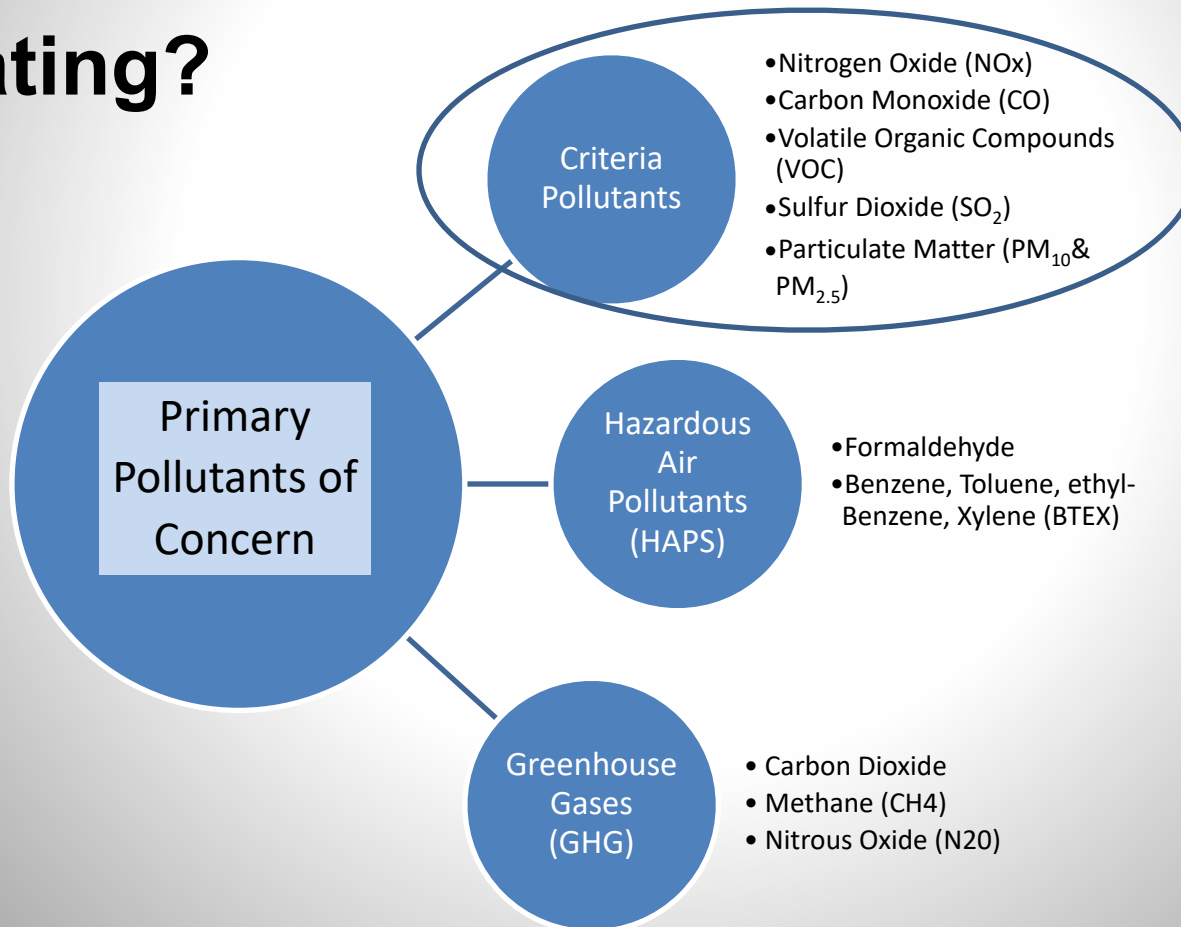 ating?
Criteria
Pollutants
•Nitrogen Oxide (NOx)
•Carbon Monoxide (CO)
•Volatile Organic Compounds
(VOC)
•Sulfur Dioxide (SO₂)
•Particulate Matter (PM₁₀&
PM₂.₅)
Primary
Pollutants of
Concern
Hazardous
Air
Pollutants
(HAPS)
•Formaldehyde
•Benzene, Toluene, ethyl-
Benzene, Xylene (BTEX)
Greenhouse
Gases
(GHG)
• Carbon Dioxide
• Methane (CH4)
• Nitrous Oxide (N20)